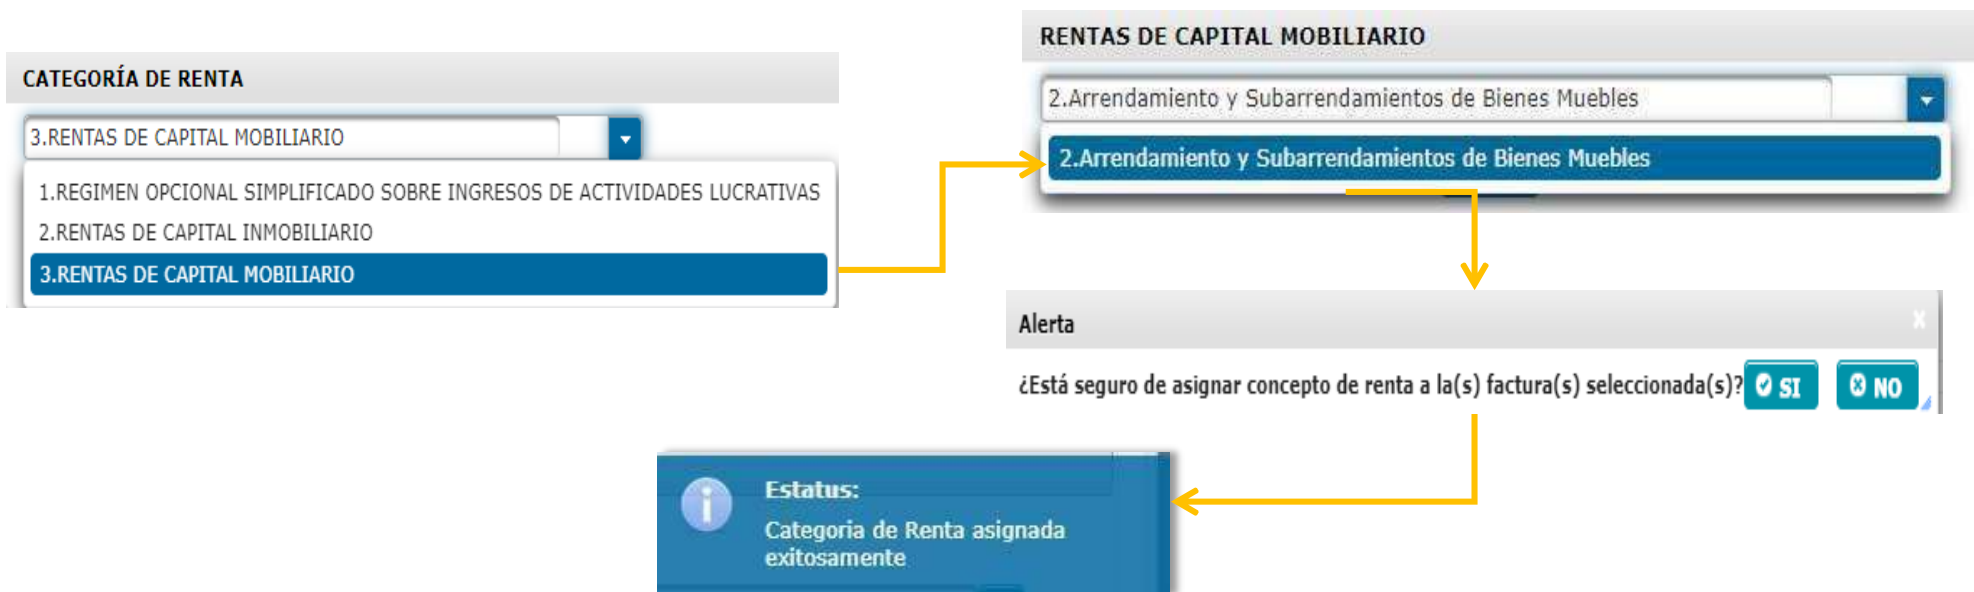 CATEGORÍA DE RENTA
3.RENTAS DE CAPITAL MOBILIARIO
1.REGIMEN OPCIONAL SIMPLIFICADO SOBRE INGRESOS DE ACTIVIDADES LUCRATIVAS
2.RENTAS DE CAPITAL INMOBILIARIO
3.RENTAS DE CAPITAL MOBILIARIO
RENTAS DE CAPITAL MOBILIARIO
2.Arrendamiento y Subarrendamientos de Bienes Muebles
2.Arrendamiento y Subarrendamientos de Bienes Muebles
Alerta
¿Está seguro de asignar concepto de renta a la(s) factura(s) seleccionada(s)? SI NO
Estatus:
Categoria de Renta asignada
exitosamente